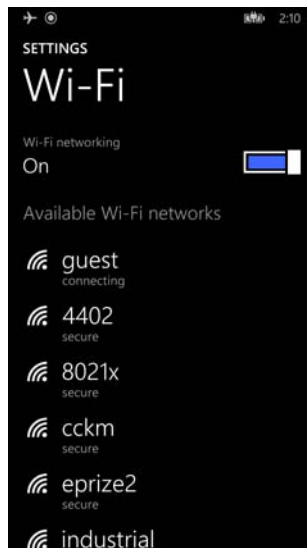 2:10
SETTINGS
Wi-Fi
Wi-Fi networking
On
Available Wi-Fi networks
guest
connecting
4402
secure
8021x
secure
cckm
secure
eprize2
secure
industrial